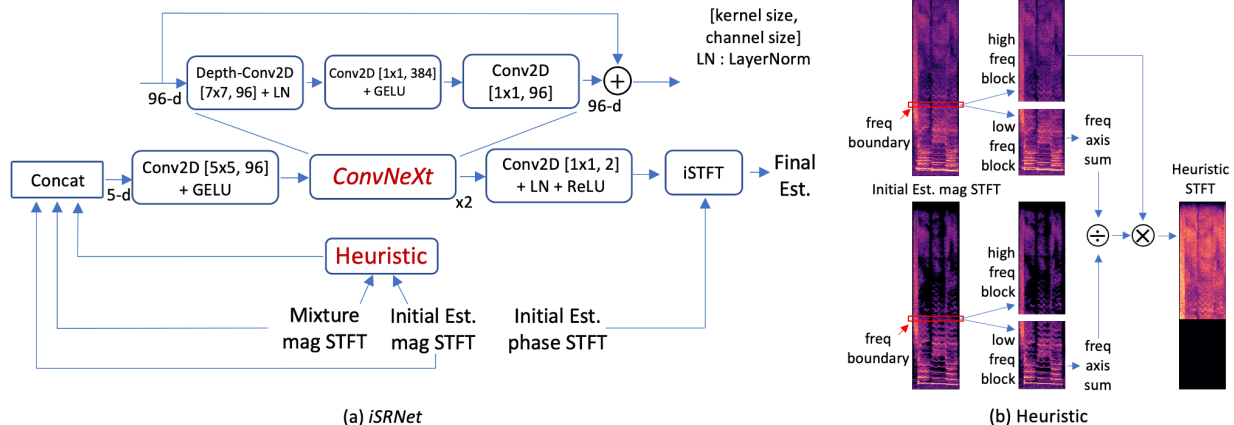 [kernel size,
channel size]
LN : LayerNorm
Depth-Conv2D
[7x7, 96] + LN
Conv2D [1x1, 384]
+ GELU
Conv2D
[1x1, 96]
+
96-d
96-d
Concat
5-d
Conv2D [5x5, 96]
+ GELU
ConvNeXt
x2
Conv2D [1x1, 2]
+ LN + ReLU
iSTFT
Final
Est.
Heuristic
Mixture
mag STFT
Initial Est.
mag STFT
Initial Est.
phase STFT
(a) iSRNet
high
freq
block
freq
boundary
low
freq
block
freq
axis
sum
Initial Est. mag STFT
Heuristic
STFT
high
freq
block
÷
×
freq
boundary
low
freq
block
freq
axis
sum
(b) Heuristic